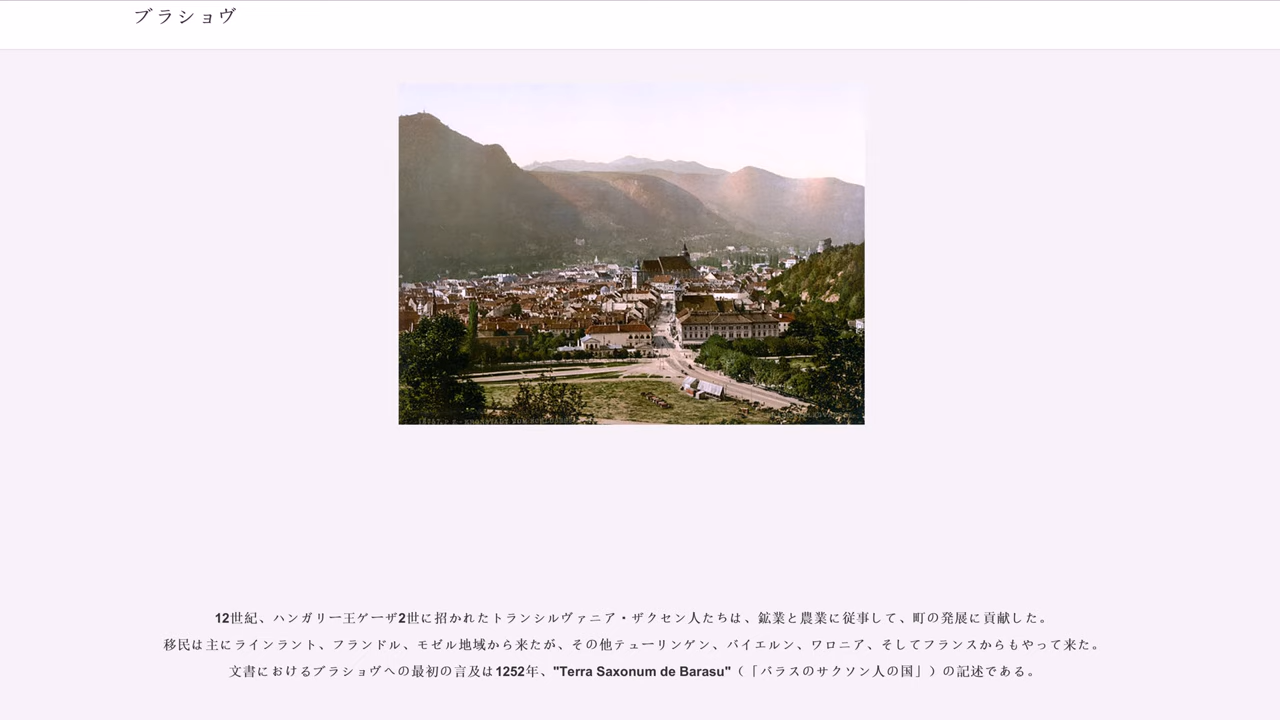 ブラショヴ
12世紀、ハンガリー王ゲーザ2世に招かれたトランシルヴァニア・ザクセン人たちは、鉱業と農業に従事して、町の発展に貢献した。
移民は主にラインラント、フランドル、モゼル地域から来たが、その他テューリンゲン、バイエルン、ワロニア、そしてフランスからもやって来た。
文書におけるブラショヴへの最初の言及は1252年、"Terra Saxonum de Barasu"（「バラスのサクソン人の国」）の記述である。